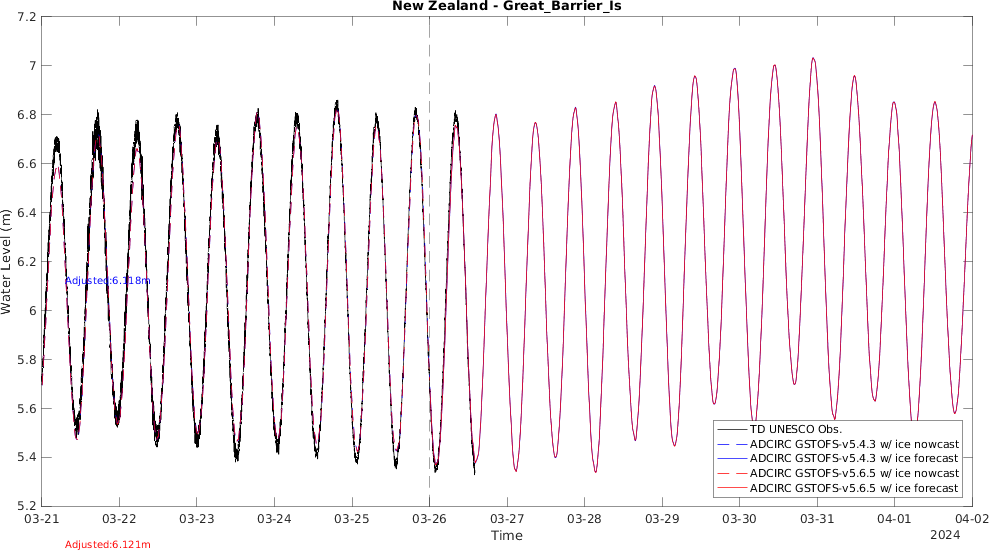 New Zealand - Great_Barrier_Is
7.2
7
6.8
6.6
6.4
6.2
6
5.8
5.6
5.4
5.2
Water Level (m)
Adjusted:6.118m
TD UNESCO Obs.
ADCIRC GSTOFS-v5.4.3 w/ ice nowcast
ADCIRC GSTOFS-v5.4.3 w/ ice forecast
ADCIRC GSTOFS-v5.6.5 w/ ice nowcast
ADCIRC GSTOFS-v5.6.5 w/ ice forecast
03-21 03-22 03-23 03-24 03-25 03-26 03-27 03-28 03-29 03-30 03-31 04-01 04-02
Time
2024
Adjusted:6.121m